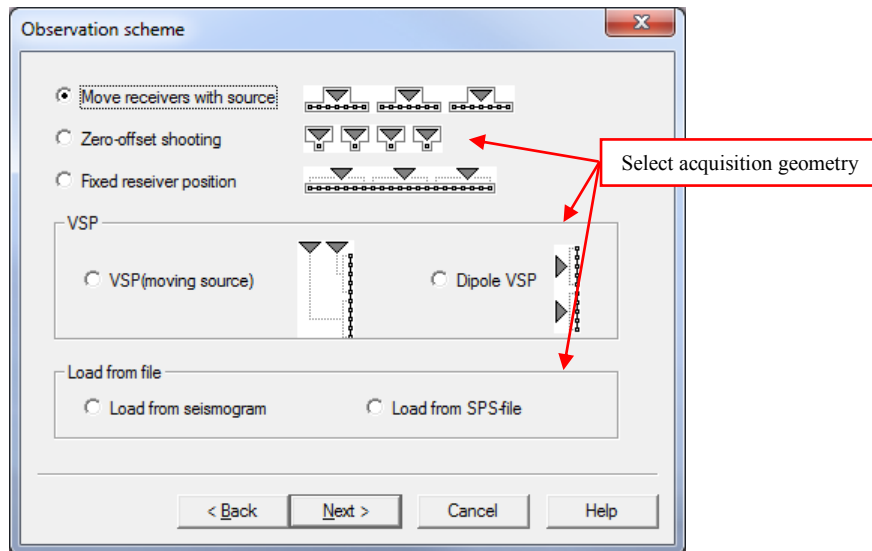 Observation scheme
Move receivers with source
Zero-offset shooting
Select acquisition geometry
Fixed reseiver position
VSP
VSP(moving source)
Dipole VSP
Load from file
Load from seismogram
Load from SPS-file
< Back
Next >
Cancel
Help